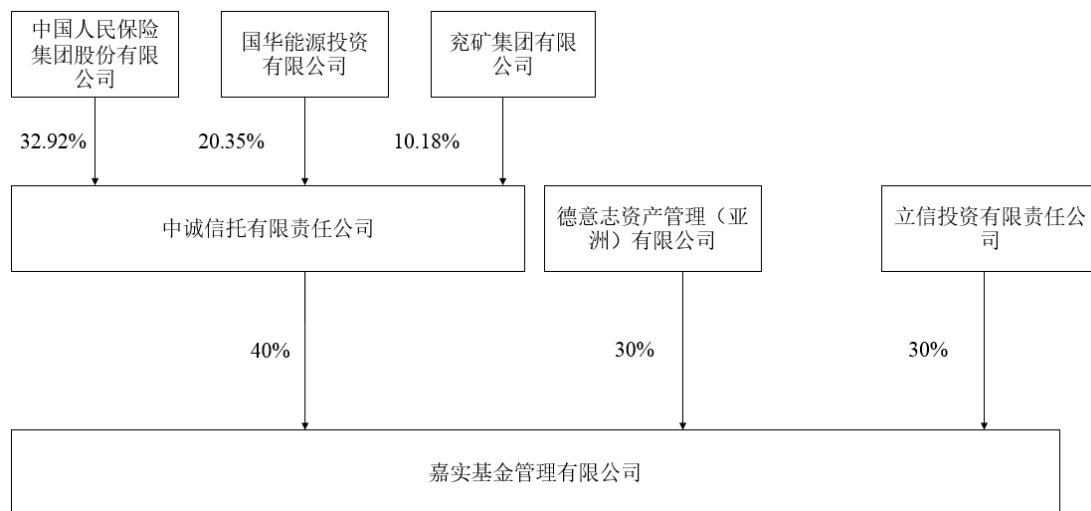 中国人民保险
集团股份有限
公司
国华能源投资
有限公司
兖矿集团有限
公司
32.92%
20.35%
10.18%
中诚信托有限责任公司
德意志资产管理（亚
洲）有限公司
立信投资有限责任公
司
40%
30%
30%
嘉实基金管理有限公司